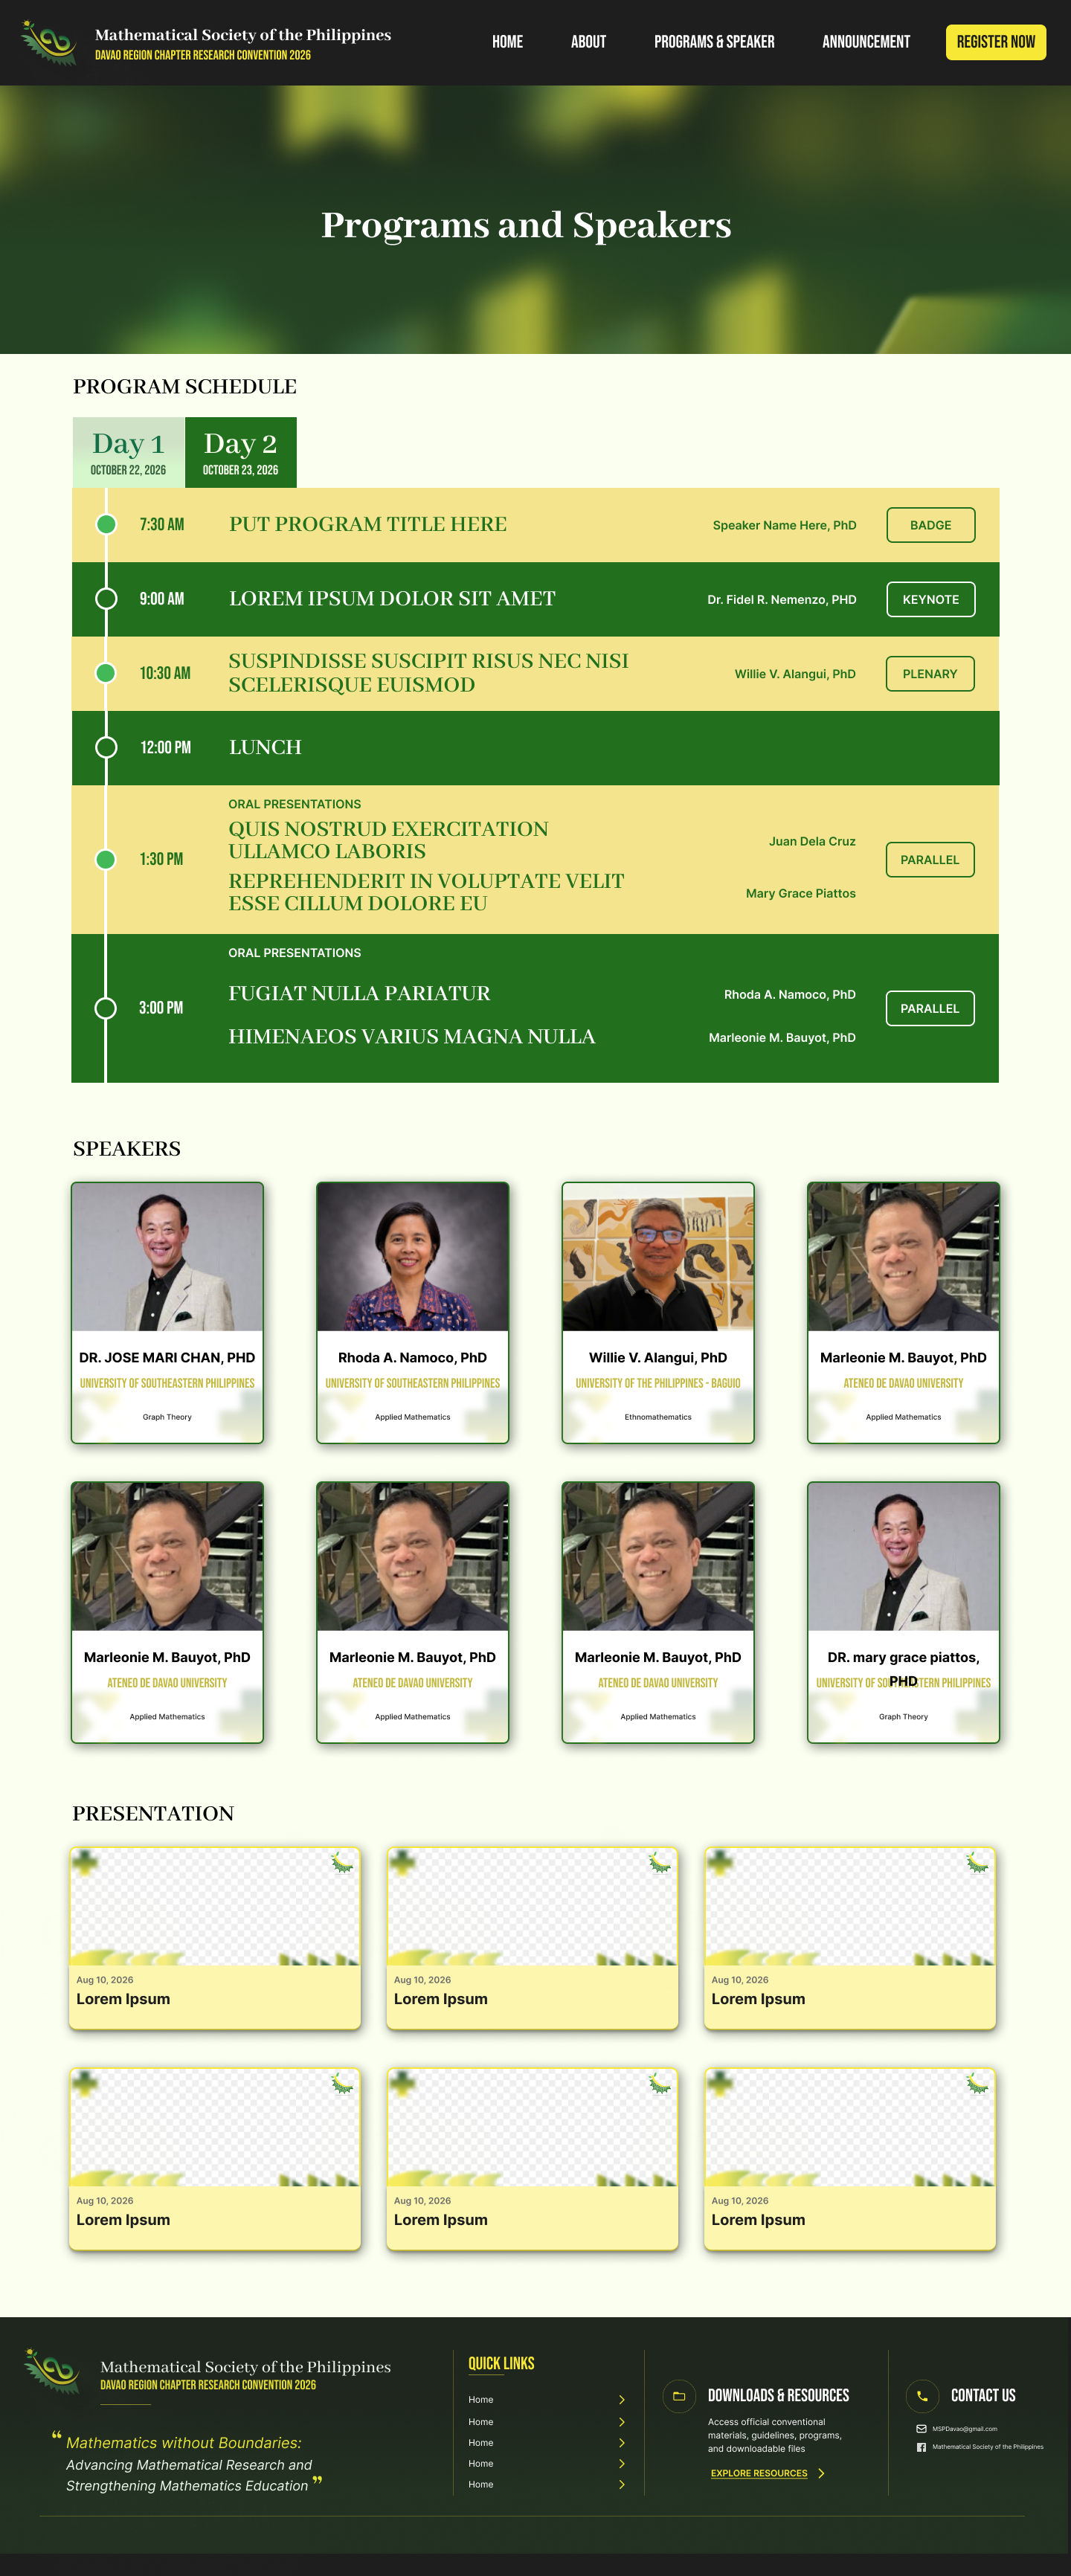 Mathematical Society of the Philippines
DAVAO REGION CHAPTER RESEARCH CONVENTION 2026
HOME
ABOUT
PROGRAMS & SPEAKER
ANNOUNCEMENT
REGISTER NOW
Programs and Speakers
PROGRAM SCHEDULE
Day 1
OCTOBER 22, 2026
Day 2
OCTOBER 23, 2026
7:30 AM
PUT PROGRAM TITLE HERE
Speaker Name Here, PhD
BADGE
9:00 AM
LOREM IPSUM DOLOR SIT AMET
Dr. Fidel R. Nemenzo, PHD
KEYNOTE
10:30 AM
SUSPINDISSE SUSCIPIT RISUS NEC NISI
SCELERISQUE EUISMOD
Willie V. Alangui, PhD
PLENARY
12:00 PM
LUNCH
1:30 PM
ORAL PRESENTATIONS
QUIS NOSTRUD EXERCITATION
ULLAMCO LABORIS
Juan Dela Cruz
REPREHENDERIT IN VOLUPTATE VELIT
ESSE CILLUM DOLORE EU
Mary Grace Piattos
PARALLEL
3:00 PM
ORAL PRESENTATIONS
FUGIAT NULLA PARIATUR
Rhoda A. Namoco, PhD
HIMENAEOS VARIUS MAGNA NULLA
Marleonie M. Bauyot, PhD
PARALLEL
SPEAKERS
DR. JOSE MARI CHAN, PHD
UNIVERSITY OF SOUTHEASTERN PHILIPPINES
Graph Theory
Rhoda A. Namoco, PhD
UNIVERSITY OF SOUTHEASTERN PHILIPPINES
Applied Mathematics
Willie V. Alangui, PhD
UNIVERSITY OF THE PHILIPPINES - BAGUIO
Ethnomathematics
Marleonie M. Bauyot, PhD
ATENEO DE DAVAO UNIVERSITY
Applied Mathematics
Marleonie M. Bauyot, PhD
ATENEO DE DAVAO UNIVERSITY
Applied Mathematics
Marleonie M. Bauyot, PhD
ATENEO DE DAVAO UNIVERSITY
Applied Mathematics
Marleonie M. Bauyot, PhD
ATENEO DE DAVAO UNIVERSITY
Applied Mathematics
DR. mary grace piattos,
PHD
UNIVERSITY OF SOUTHEASTERN PHILIPPINES
Graph Theory
PRESENTATION
Aug 10, 2026
Lorem Ipsum
Aug 10, 2026
Lorem Ipsum
Aug 10, 2026
Lorem Ipsum
Aug 10, 2026
Lorem Ipsum
Aug 10, 2026
Lorem Ipsum
Aug 10, 2026
Lorem Ipsum
Mathematical Society of the Philippines
DAVAO REGION CHAPTER RESEARCH CONVENTION 2026
“ Mathematics without Boundaries:
Advancing Mathematical Research and
Strengthening Mathematics Education ”
QUICK LINKS
Home
Home
Home
Home
Home
DOWNLOADS & RESOURCES
Access official conventional
materials, guidelines, programs,
and downloadable files
EXPLORE RESOURCES
CONTACT US
MSPDavao@gmail.com
Mathematical Society of the Philippines